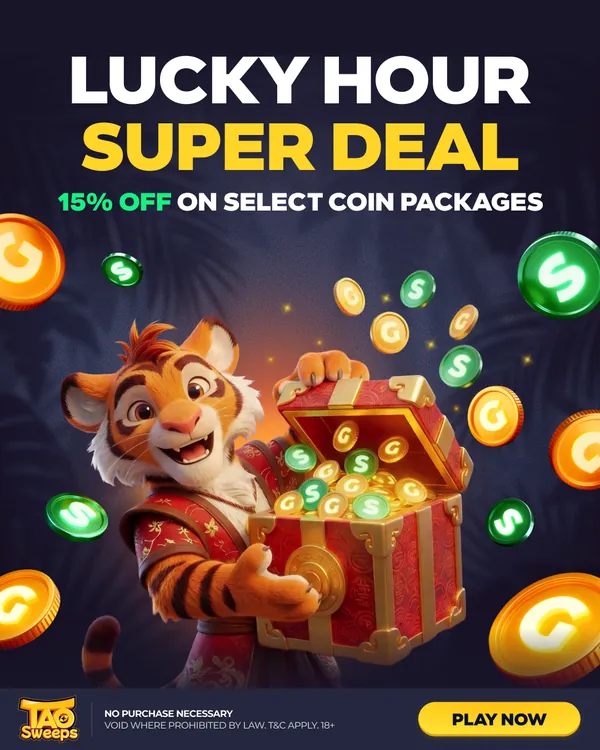 LUCKY HOUR
SUPER DEAL
15% OFF ON SELECT COIN PACKAGES
G
S
S
G
S
G
G
G
S
G
G
G
S
G
S
G
S
G
G
S
G
S
S
G
G
TAO
Sweeps
NO PURCHASE NECESSARY
VOID WHERE PROHIBITED BY LAW. T&C APPLY. 18+
PLAY NOW